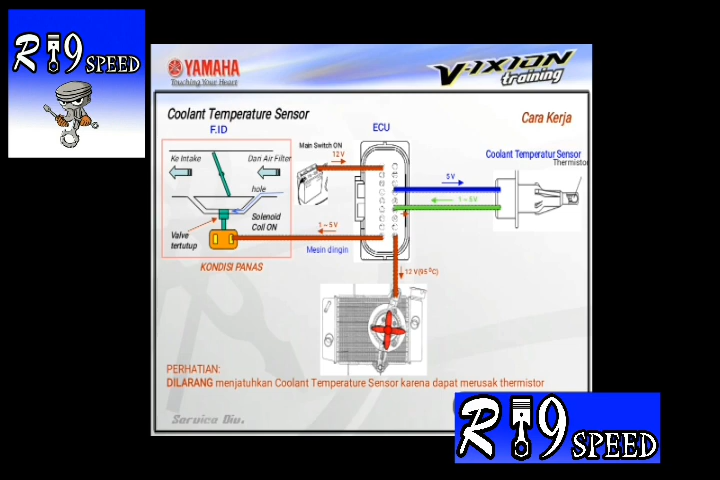 R 9 SPEED
YAMAHA
Touching Your Heart
V-IXION
training
Coolant Temperature Sensor
Cara Kerja
F.ID
ECU
Main Switch ON
12 V
Ke Intake
Dari Air Filter
Coolant Temperatur Sensor
Thermistor
5 V
hole
1 – 5 V
Solenoid
Coil ON
1 – 5 V
Valve
tertutup
Mesin dingin
KONDISI PANAS
12 V(95 ⁰C)
PERHATIAN:
DILARANG menjatuhkan Coolant Temperature Sensor karena dapat merusak thermistor
Service Div.
R 9 SPEED